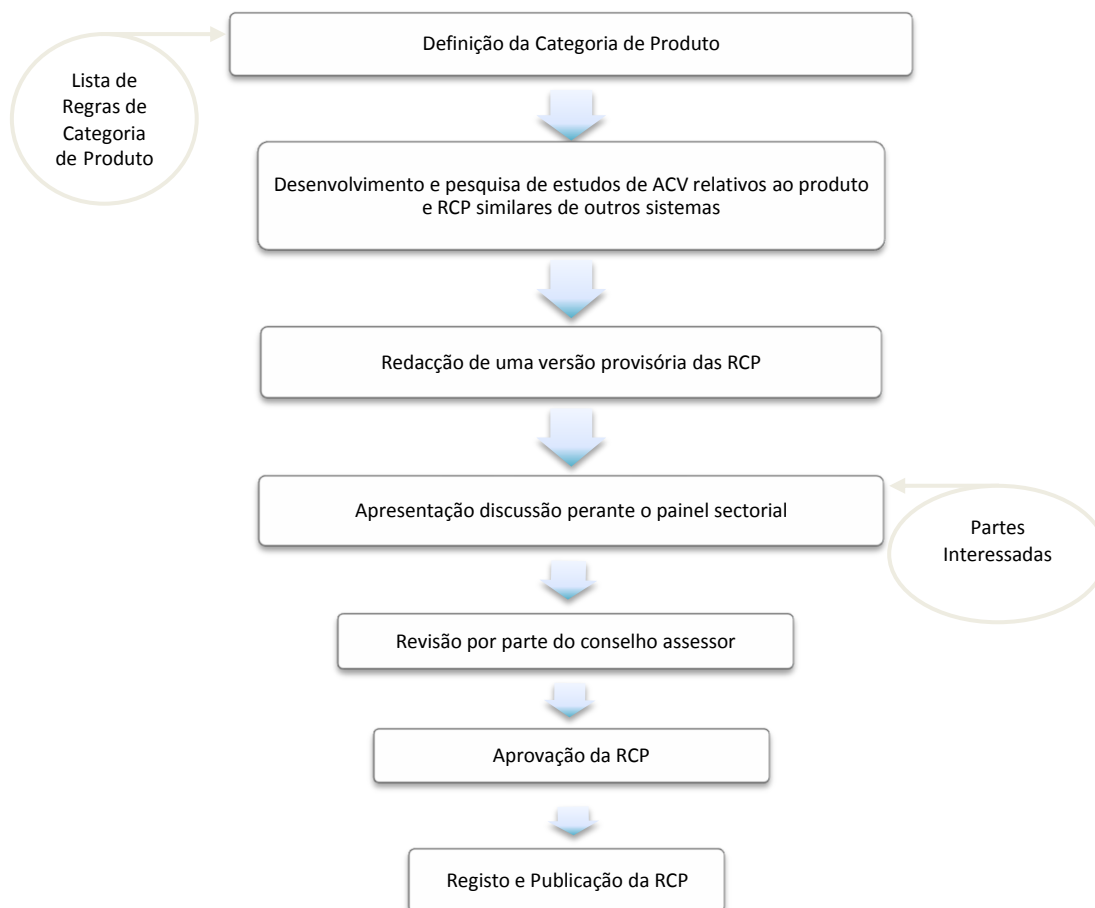 Definição da Categoria de Produto
Lista de
Regras de
Categoria
de Produto
Desenvolvimento e pesquisa de estudos de ACV relativos ao produto
e RCP similares de outros sistemas
Redacção de uma versão provisória das RCP
Apresentação discussão perante o painel sectorial
Partes
Interessadas
Revisão por parte do conselho assessor
Aprovação da RCP
Registo e Publicação da RCP